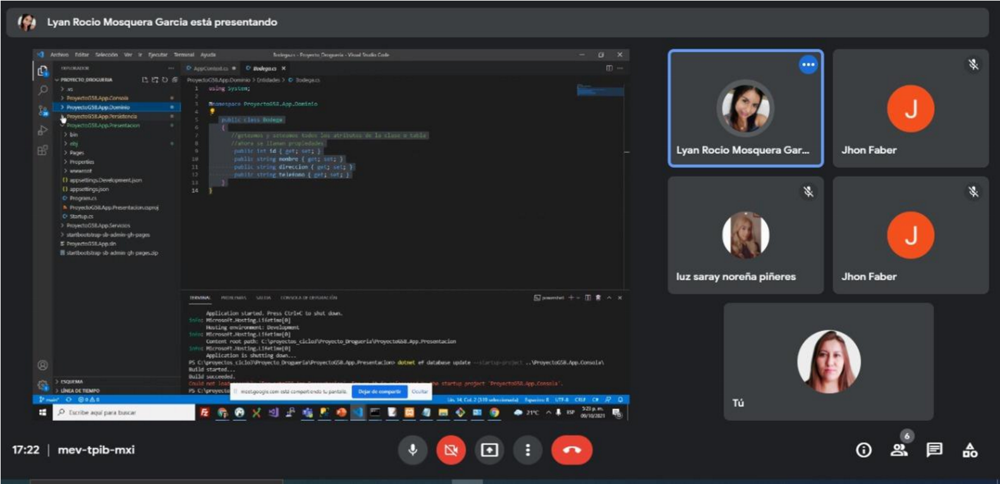 Lyan Rocio Mosquera Garcia está presentando
Archivo Editar Selección Ver Ir Ejecutar Terminal Ayuda
Bodega.cs - Proyecto_Drogueria - Visual Studio Code
EXPLORADOR
PROYECTO_DROGUERIA
> .vs
> ProyectoG58.App.Consola
> ProyectoG58.App.Dominio
ProyectoG58.App.Persistencia
ProyectoG58.App.Presentacion
> bin
> obj
> Pages
> Properties
> wwwroot
{} appsettings.Development.json
{} appsettings.json
Program.cs
ProyectoG58.App.Presentacion.csproj
Startup.cs
> ProyectoG58.App.Servicios
> startbootstrap-sb-admin-gh-pages
ProyectoG58.App.sln
startbootstrap-sb-admin-gh-pages.zip
> ESQUEMA
> LÍNEA DE TIEMPO
AppContext.cs
Bodega.cs
ProyectoG58.App.Dominio > Entidades > Bodega.cs
1 using System;
2
3 namespace ProyectoG58.App.Dominio
4
5 public class Bodega
6 {
7 //geteamos y seteamos todos los atributos de la clase o tabla
8 //ahora se llaman propiedades
9 public int id { get; set; }
10 public string nombre { get; set; }
11 public string direccion { get; set; }
12 public string telefono { get; set; }
13 }
14 }
TERMINAL PROBLEMAS SALIDA CONSOLA DE DEPURACIÓN
powershell
Application started. Press Ctrl+C to shut down.
info: Microsoft.Hosting.Lifetime[0]
Hosting environment: Development
info: Microsoft.Hosting.Lifetime[0]
Content root path: C:\proyectos_ciclo3\Proyecto_Drogueria\ProyectoG58.App.Presentacion
info: Microsoft.Hosting.Lifetime[0]
Application is shutting down...
PS C:\proyectos_ciclo3\Proyecto_Drogueria\ProyectoG58.App.Presentacion> dotnet ef database update --startup-project ..\ProyectoG58.App.Consola\
Build started...
Build succeeded.
Could not load
the startup project 'ProyectoG58.App.Consola'.
PS C:\proyecto
meet.google.com está compartiendo tu pantalla.
Dejar de compartir
Ocultar
main*
0 0
Lín. 14, Col. 2 (319 seleccionada) Espacios: 8 UTF-8 CRLF C#
Escribe aquí para buscar
21°C
ESP
5:23 p. m.
09/10/2021
Lyan Rocio Mosquera Gar...
Jhon Faber
luz saray noreña piñeres
Jhon Faber
Tú
17:22 | mev-tpib-mxi
6